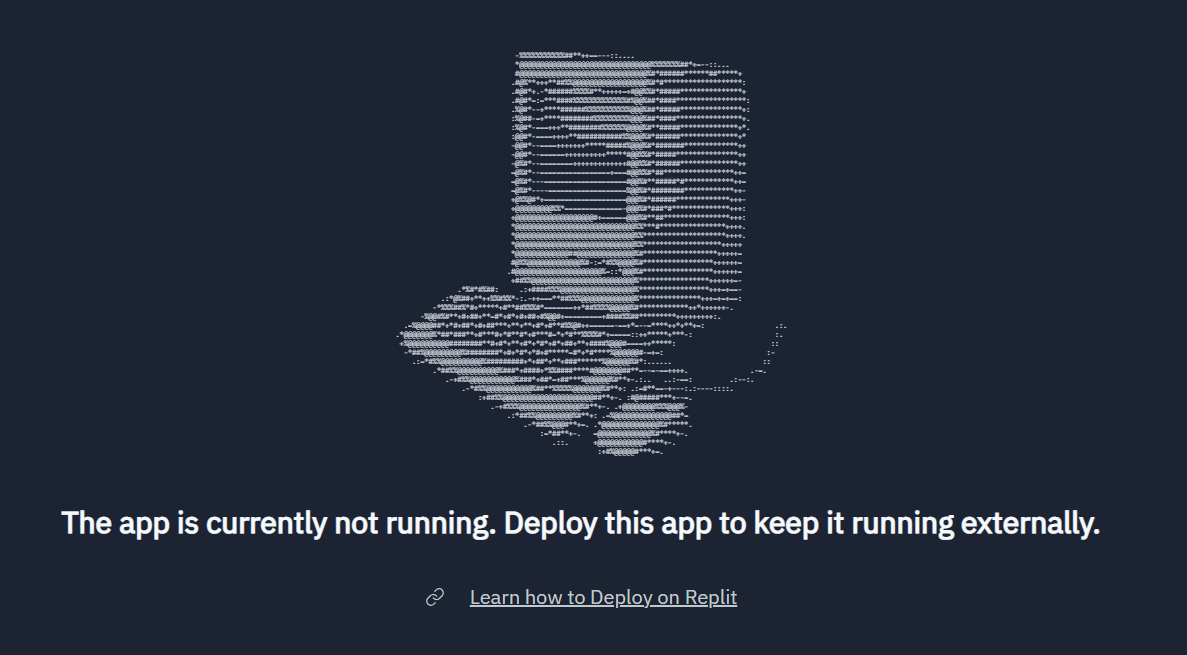 The app is currently not running. Deploy this app to keep it running externally.
Learn how to Deploy on Replit